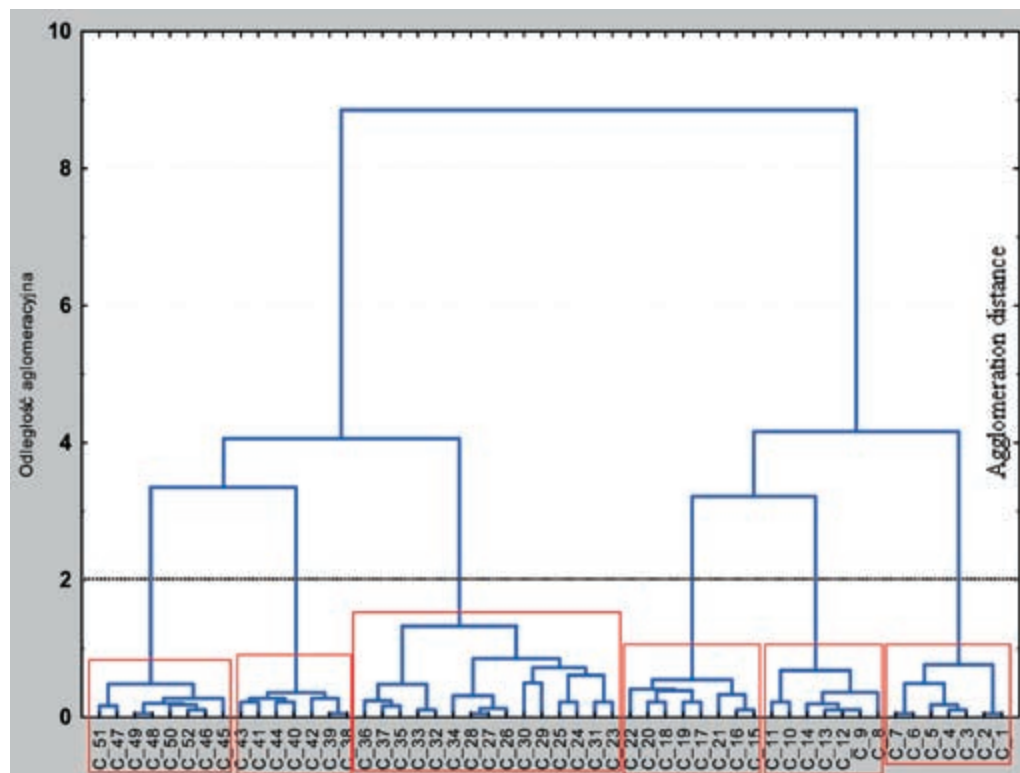 10
8
6
4
2
0
Odległość aglomeracyjna
Agglomeration distance
C_51
C_47
C_49
C_48
C_50
C_52
C_46
C_45
C_43
C_41
C_44
C_40
C_42
C_39
C_38
C_36
C_37
C_35
C_33
C_32
C_34
C_28
C_27
C_26
C_30
C_29
C_25
C_24
C_31
C_23
C_22
C_20
C_18
C_19
C_17
C_21
C_16
C_15
C_11
C_10
C_14
C_13
C_12
C_9
C_8
C_7
C_6
C_5
C_4
C_3
C_2
C_1